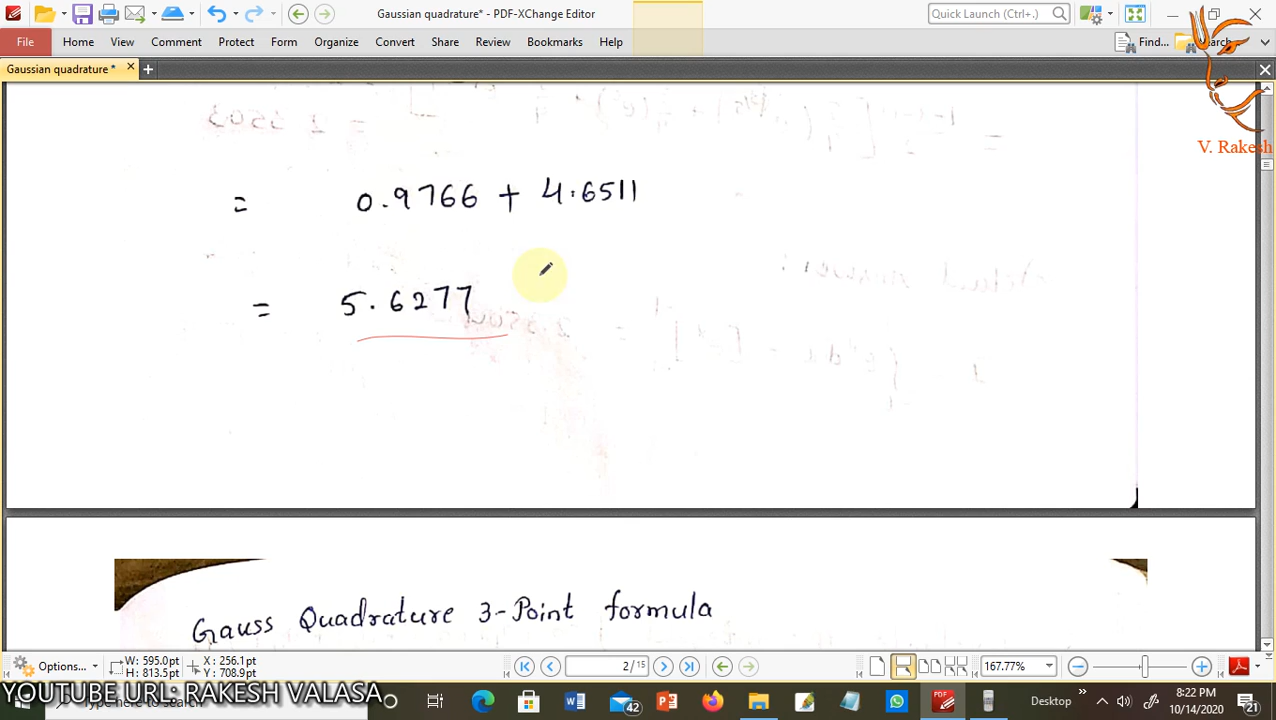 Gaussian quadrature* - PDF-XChange Editor
Quick Launch (Ctrl+.)
File Home View Comment Protect Form Organize Convert Share Review Bookmarks Help
Find...
Gaussian quadrature *
V. Rakesh
= 0.9766 + 4.6511
= 5.6277
Gauss Quadrature 3-Point formula
Options...
W: 595.0pt
H: 813.5pt
X: 256.1pt
Y: 708.9pt
2 / 15
167.77%
YOUTUBE URL: RAKESH VALASA
42
Desktop
8:22 PM
10/14/2020
21